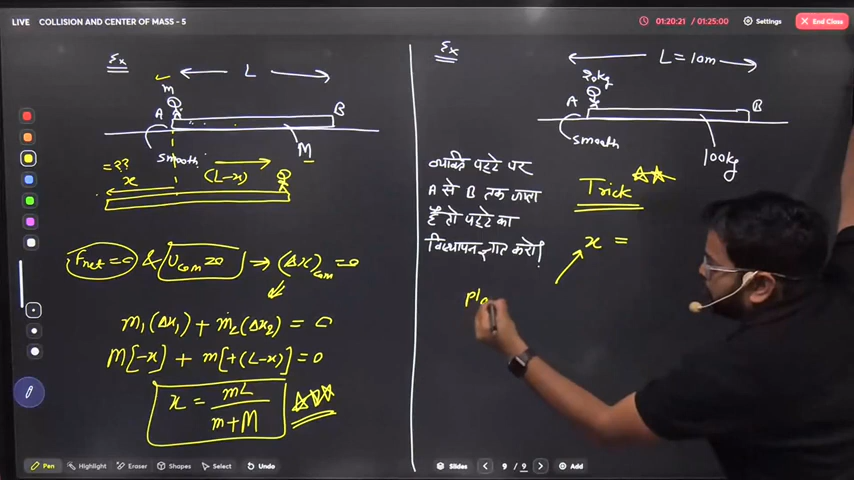 LIVE COLLISION AND CENTER OF MASS - 5
01:20:21 | 01:25:00 Settings End Class
Ex
L
m
A A' B
smooth
M
=??
x
(L-x)
Fnet=0 & Ucom=0 ⇒ (Δx)com=0
m₁(Δx₁) + m₂(Δx₂) = 0
M[-x] + m[+(L-x)] = 0
x = mL / m+M
Ex
L = 10m
20kg
A B
smooth
100kg
व्यक्ति पट्टे पर
A से B तक जाता
है तो पट्टे का
विस्थापन ज्ञात करो!
Trick
x =
pla
Pen Highlight Eraser Shapes Select Undo
Slides 9 / 9 Add